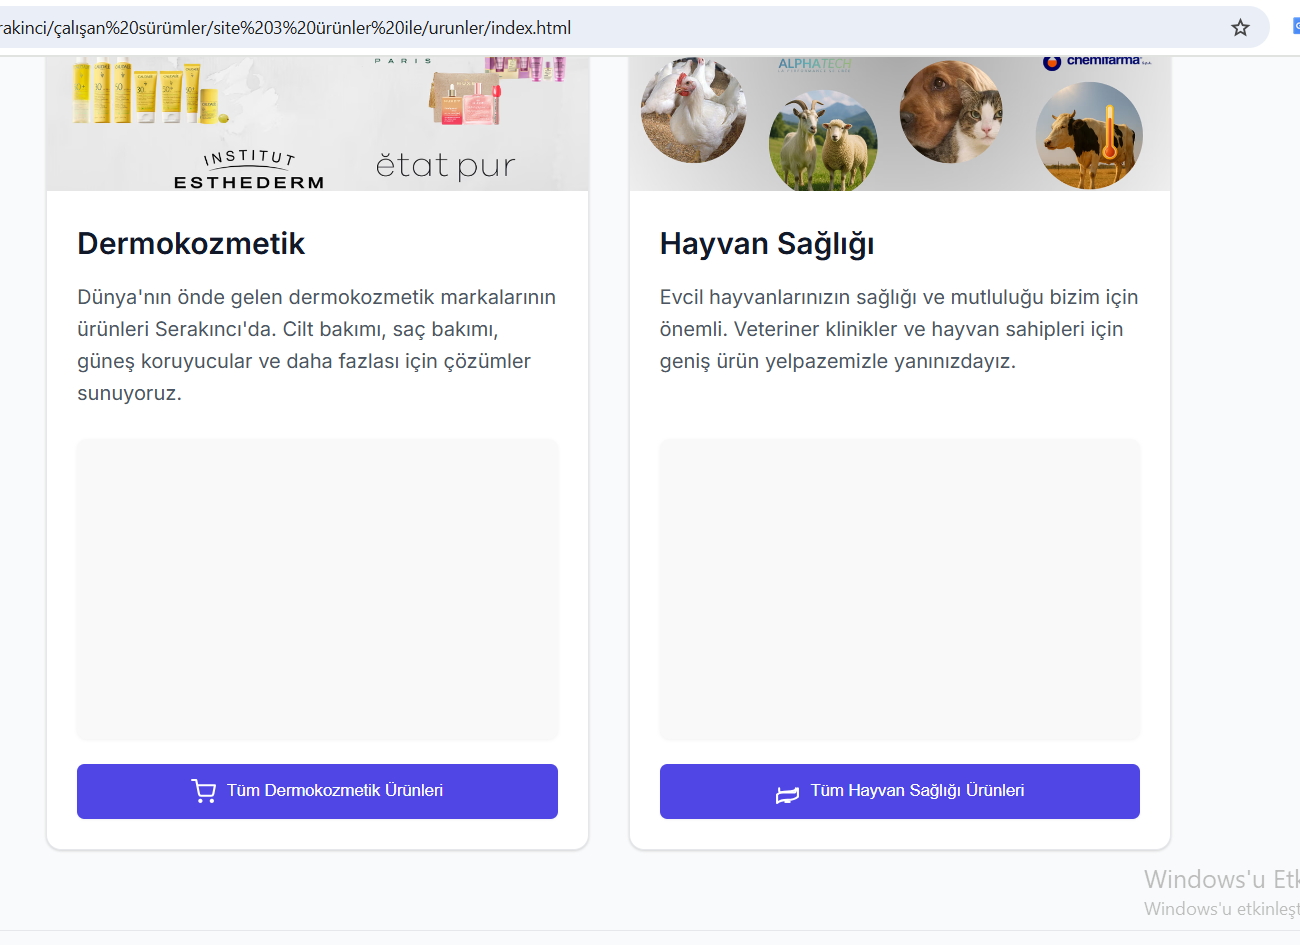 rakinci/çalışan%20sürümler/site%203%20ürünler%20ile/urunler/index.html
PARIS
ALPHATECH
chemifarma S.p.A.
INSTITUT
ESTHEDERM
ĕtat pur
Dermokozmetik
Hayvan Sağlığı
Dünya'nın önde gelen dermokozmetik markalarının
ürünleri Serakıncı'da. Cilt bakımı, saç bakımı,
güneş koruyucular ve daha fazlası için çözümler
sunuyoruz.
Evcil hayvanlarınızın sağlığı ve mutluluğu bizim için
önemli. Veteriner klinikler ve hayvan sahipleri için
geniş ürün yelpazemizle yanınızdayız.
Tüm Dermokozmetik Ürünleri
Tüm Hayvan Sağlığı Ürünleri
Windows'u Etk
Windows'u etkinleşt